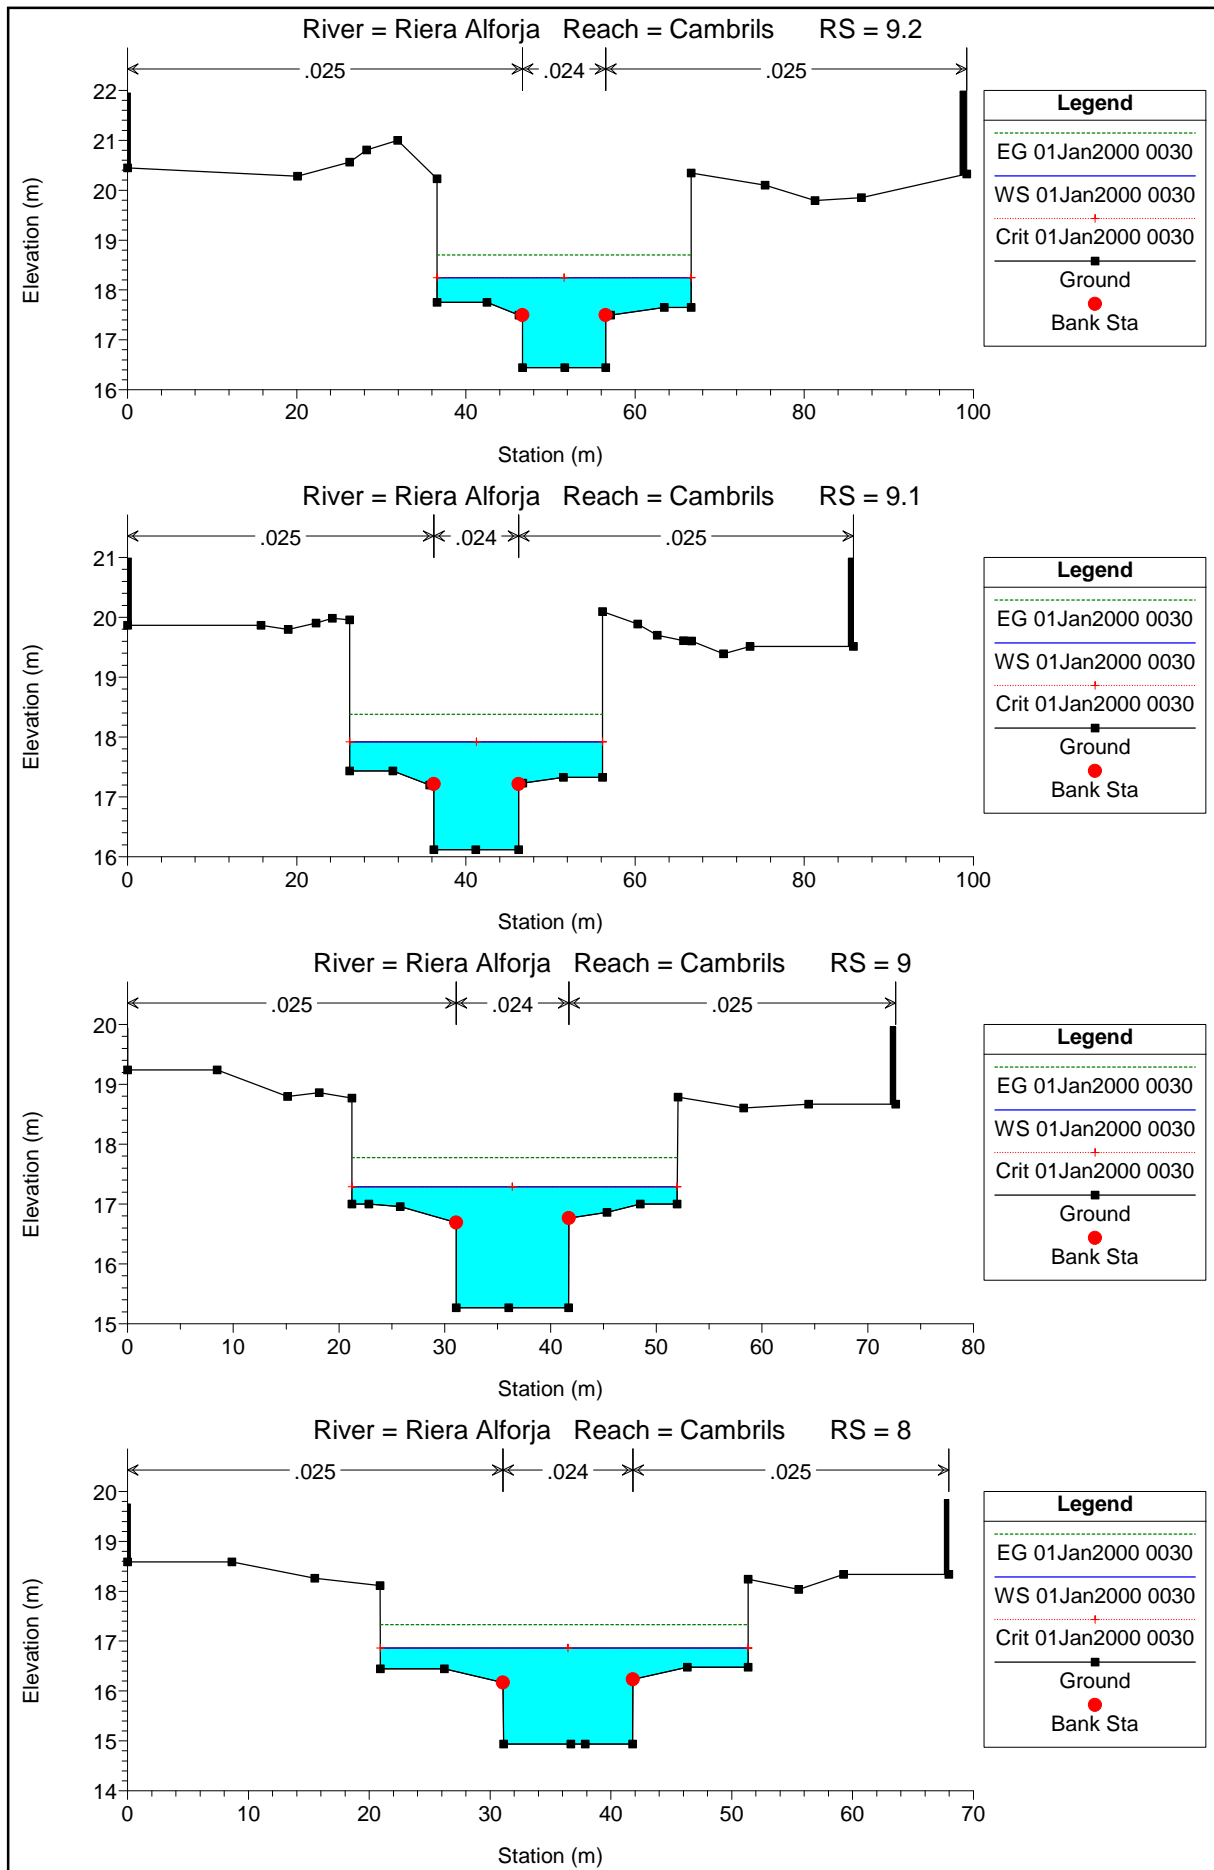 River = Riera Alforja Reach = Cambrils RS = 9.2
.025 .024 .025
22
21
20
19
18
17
16
Elevation (m)
0 20 40 60 80 100
Station (m)
Legend
EG 01Jan2000 0030
WS 01Jan2000 0030
Crit 01Jan2000 0030
Ground
Bank Sta
River = Riera Alforja Reach = Cambrils RS = 9.1
.025 .024 .025
21
20
19
18
17
16
Elevation (m)
0 20 40 60 80 100
Station (m)
Legend
EG 01Jan2000 0030
WS 01Jan2000 0030
Crit 01Jan2000 0030
Ground
Bank Sta
River = Riera Alforja Reach = Cambrils RS = 9
.025 .024 .025
20
19
18
17
16
15
Elevation (m)
0 10 20 30 40 50 60 70 80
Station (m)
Legend
EG 01Jan2000 0030
WS 01Jan2000 0030
Crit 01Jan2000 0030
Ground
Bank Sta
River = Riera Alforja Reach = Cambrils RS = 8
.025 .024 .025
20
19
18
17
16
15
14
Elevation (m)
0 10 20 30 40 50 60 70
Station (m)
Legend
EG 01Jan2000 0030
WS 01Jan2000 0030
Crit 01Jan2000 0030
Ground
Bank Sta